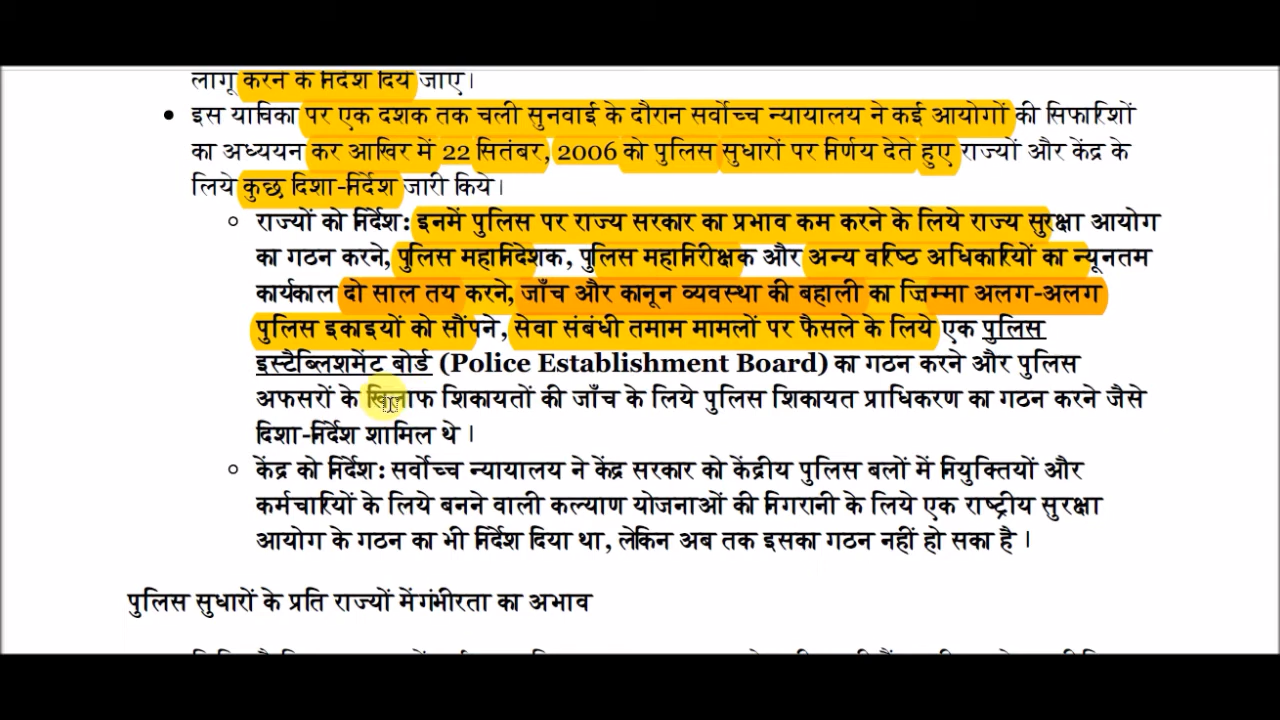 लागू करने के निर्देश दिये जाए।
इस याचिका पर एक दशक तक चली सुनवाई के दौरान सर्वोच्च न्यायालय ने कई आयोगों की सिफारिशों
का अध्ययन कर आखिर में 22 सितंबर, 2006 को पुलिस सुधारों पर निर्णय देते हुए राज्यों और केंद्र के
लिये कुछ दिशा-निर्देश जारी किये।
राज्यों को निर्देश: इनमें पुलिस पर राज्य सरकार का प्रभाव कम करने के लिये राज्य सुरक्षा आयोग
का गठन करने, पुलिस महानिदेशक, पुलिस महानिरीक्षक और अन्य वरिष्ठ अधिकारियों का न्यूनतम
कार्यकाल दो साल तय करने, जाँच और कानून व्यवस्था की बहाली का जिम्मा अलग-अलग
पुलिस इकाइयों को सौंपने, सेवा संबंधी तमाम मामलों पर फैसले के लिये एक पुलिस
इस्टैब्लिशमेंट बोर्ड (Police Establishment Board) का गठन करने और पुलिस
अफसरों के खिलाफ शिकायतों की जाँच के लिये पुलिस शिकायत प्राधिकरण का गठन करने जैसे
दिशा-निर्देश शामिल थे।
केंद्र को निर्देश: सर्वोच्च न्यायालय ने केंद्र सरकार को केंद्रीय पुलिस बलों में नियुक्तियों और
कर्मचारियों के लिये बनने वाली कल्याण योजनाओं की निगरानी के लिये एक राष्ट्रीय सुरक्षा
आयोग के गठन का भी निर्देश दिया था, लेकिन अब तक इसका गठन नहीं हो सका है।
पुलिस सुधारों के प्रति राज्यों में गंभीरता का अभाव